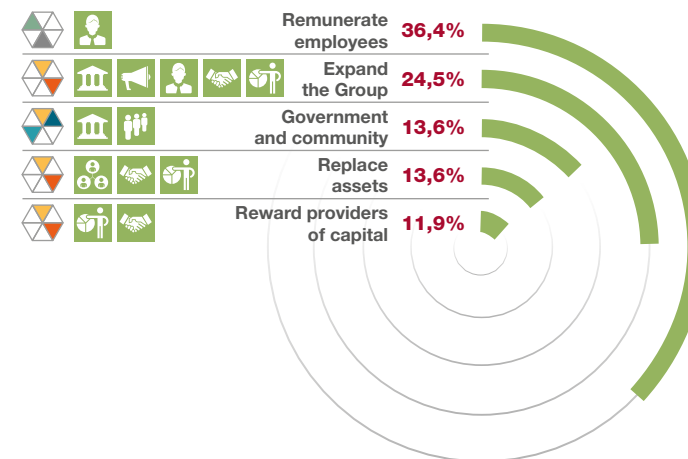 Remunerate
employees 36,4%
Expand
the Group 24,5%
Government
and community 13,6%
Replace
assets 13,6%
Reward providers
of capital 11,9%